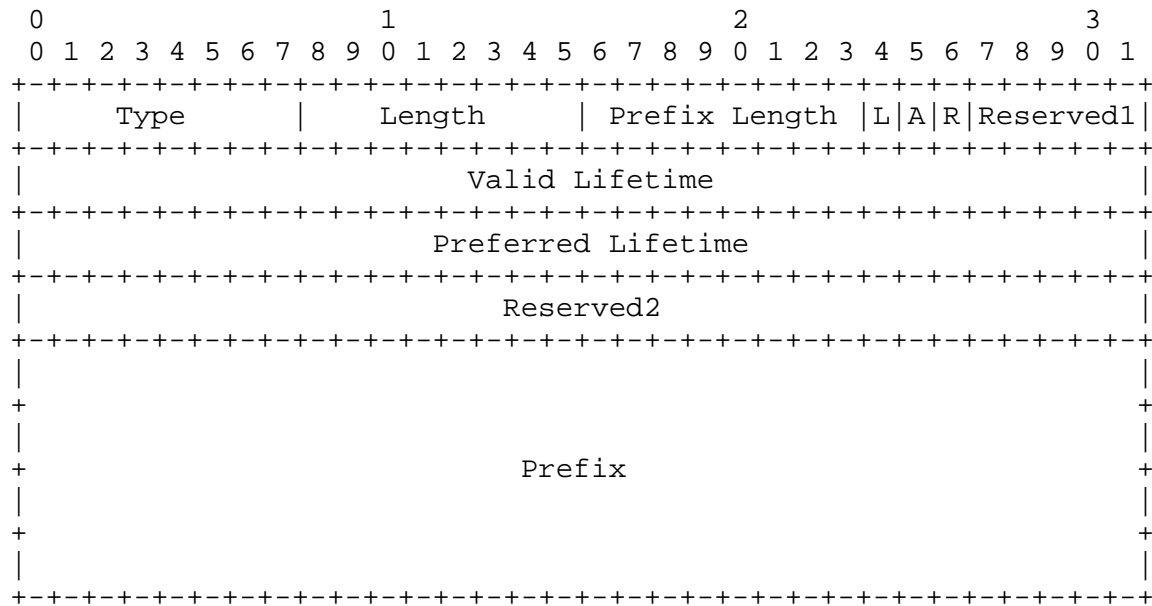 0                   1                   2                   3
 0 1 2 3 4 5 6 7 8 9 0 1 2 3 4 5 6 7 8 9 0 1 2 3 4 5 6 7 8 9 0 1
+-+-+-+-+-+-+-+-+-+-+-+-+-+-+-+-+-+-+-+-+-+-+-+-+-+-+-+-+-+-+-+-+
|     Type      |    Length     | Prefix Length |L|A|R|Reserved1|
+-+-+-+-+-+-+-+-+-+-+-+-+-+-+-+-+-+-+-+-+-+-+-+-+-+-+-+-+-+-+-+-+
|                         Valid Lifetime                        |
+-+-+-+-+-+-+-+-+-+-+-+-+-+-+-+-+-+-+-+-+-+-+-+-+-+-+-+-+-+-+-+-+
|                       Preferred Lifetime                      |
+-+-+-+-+-+-+-+-+-+-+-+-+-+-+-+-+-+-+-+-+-+-+-+-+-+-+-+-+-+-+-+-+
|                           Reserved2                           |
+-+-+-+-+-+-+-+-+-+-+-+-+-+-+-+-+-+-+-+-+-+-+-+-+-+-+-+-+-+-+-+-+
|                                                               |
+                                                               +
|                                                               |
+                            Prefix                             +
|                                                               |
+                                                               +
|                                                               |
+-+-+-+-+-+-+-+-+-+-+-+-+-+-+-+-+-+-+-+-+-+-+-+-+-+-+-+-+-+-+-+-+